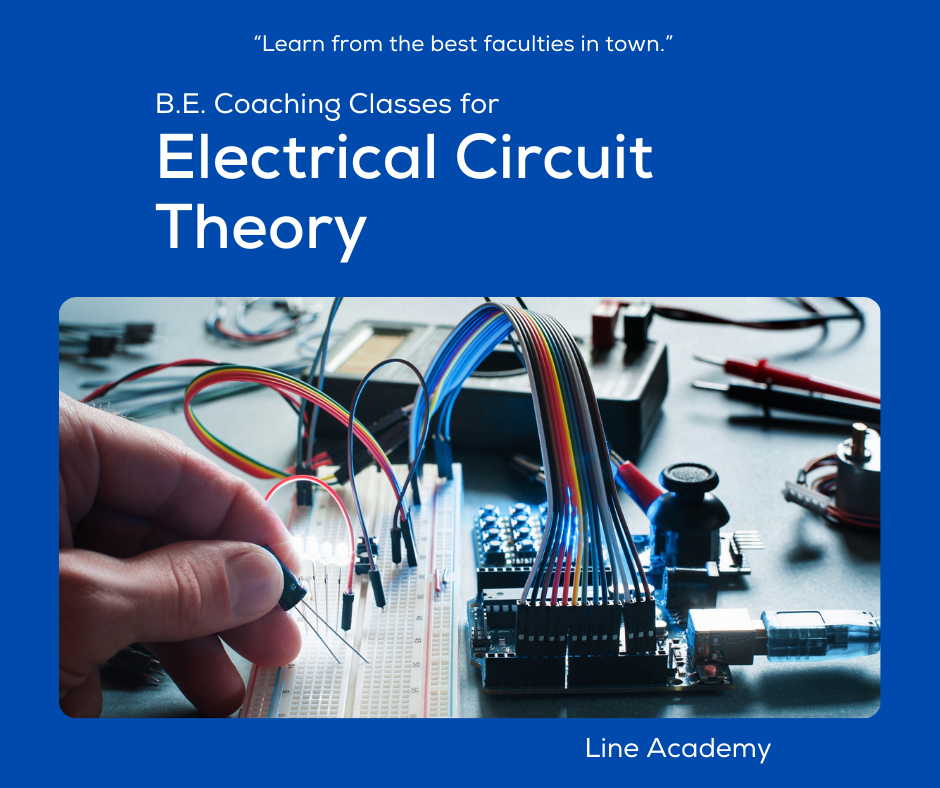 “Learn from the best faculties in town.”
B.E. Coaching Classes for
Electrical Circuit
Theory
Line Academy